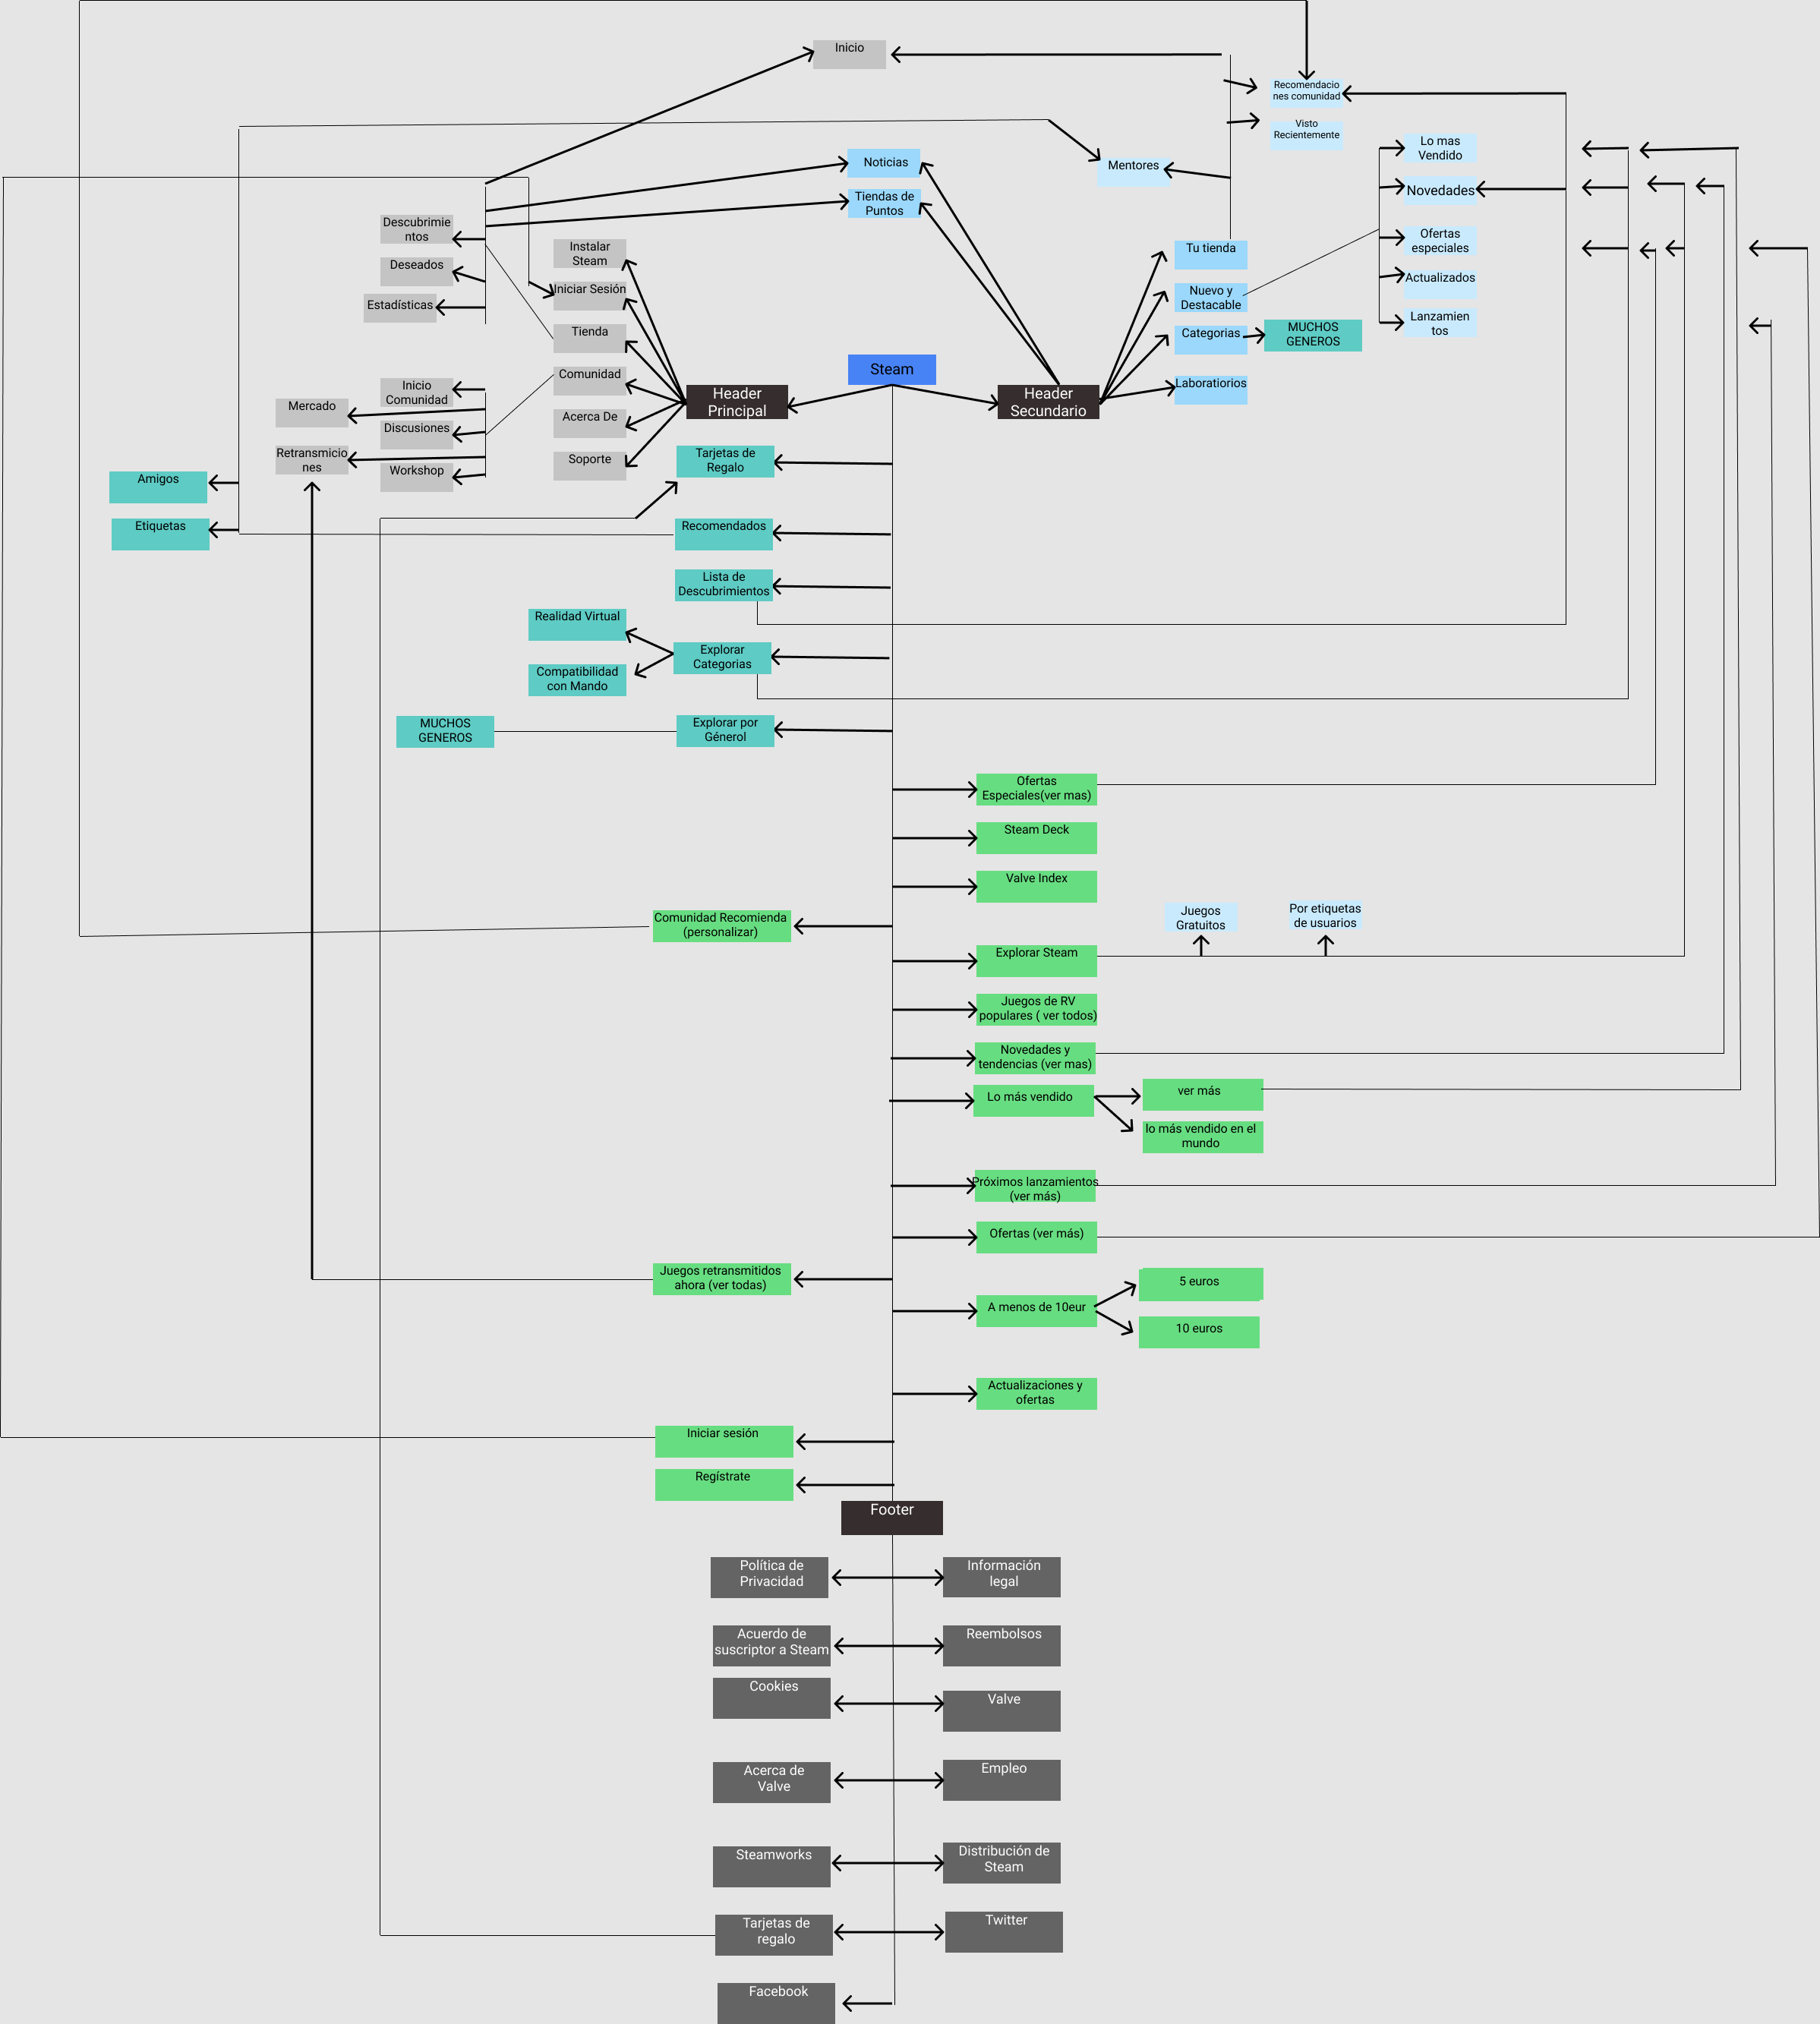 Inicio
Recomendacio
nes comunidad
Visto
Recientemente
Lo mas
Vendido
Noticias
Mentores
Novedades
Tiendas de
Puntos
Descubrimie
ntos
Ofertas
especiales
Instalar
Steam
Tu tienda
Deseados
Actualizados
Iniciar Sesión
Nuevo y
Destacable
Estadísticas
Lanzamien
tos
Tienda
Categorias
MUCHOS
GENEROS
Steam
Comunidad
Laboratiorios
Inicio
Comunidad
Header
Principal
Header
Secundario
Mercado
Acerca De
Discusiones
Retransmicio
nes
Tarjetas de
Regalo
Soporte
Workshop
Amigos
Etiquetas
Recomendados
Lista de
Descubrimientos
Realidad Virtual
Explorar
Categorias
Compatibilidad
con Mando
MUCHOS
GENEROS
Explorar por
Génerol
Ofertas
Especiales(ver mas)
Steam Deck
Valve Index
Comunidad Recomienda
(personalizar)
Juegos
Gratuitos
Por etiquetas
de usuarios
Explorar Steam
Juegos de RV
populares ( ver todos)
Novedades y
tendencias (ver mas)
Lo más vendido
ver más
lo más vendido en el
mundo
Próximos lanzamientos
(ver más)
Ofertas (ver más)
Juegos retransmitidos
ahora (ver todas)
5 euros
A menos de 10eur
10 euros
Actualizaciones y
ofertas
Iniciar sesión
Regístrate
Footer
Política de
Privacidad
Información
legal
Acuerdo de
suscriptor a Steam
Reembolsos
Cookies
Valve
Acerca de
Valve
Empleo
Steamworks
Distribución de
Steam
Tarjetas de
regalo
Twitter
Facebook